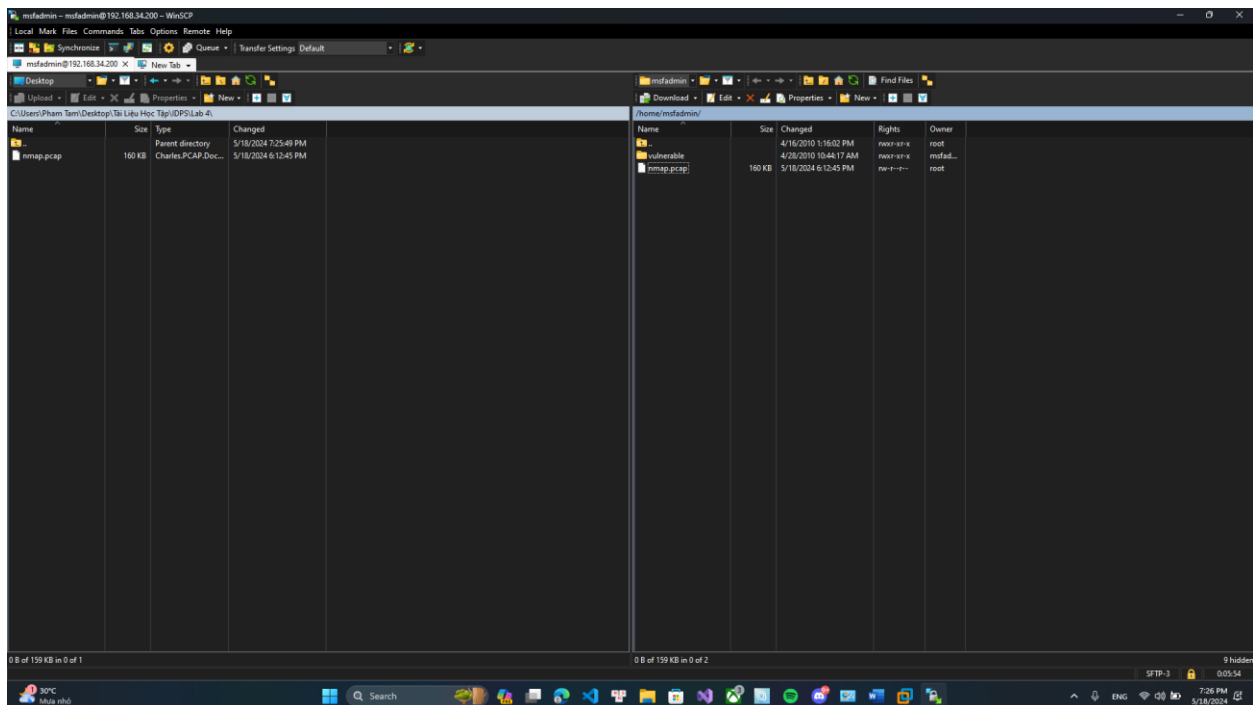 msfadmin – msfadmin@192.168.34.200 – WinSCP
Local Mark Files Commands Tabs Options Remote Help
Synchronize Queue Transfer Settings Default
msfadmin@192.168.34.200 X New Tab
Desktop
msfadmin Find Files
Upload Edit Properties New
Download Edit Properties New
C:\Users\Pham Tam\Desktop\Tài Liệu Học Tập\IDPS\Lab 4\
/home/msfadmin/
Name Size Type Changed
Name Size Changed Rights Owner
.. Parent directory 5/18/2024 7:25:49 PM
.. 4/16/2010 1:16:02 PM rwxr-xr-x root
nmap.pcap 160 KB Charles.PCAP.Doc... 5/18/2024 6:12:45 PM
vulnerable 4/28/2010 10:44:17 AM rwxr-xr-x msfad...
nmap.pcap 160 KB 5/18/2024 6:12:45 PM rw-r--r-- root
0 B of 159 KB in 0 of 1
0 B of 159 KB in 0 of 2
9 hidden
SFTP-3 0:05:54
1
30°C
Mưa nhỏ
Search
ENG
7:26 PM
5/18/2024